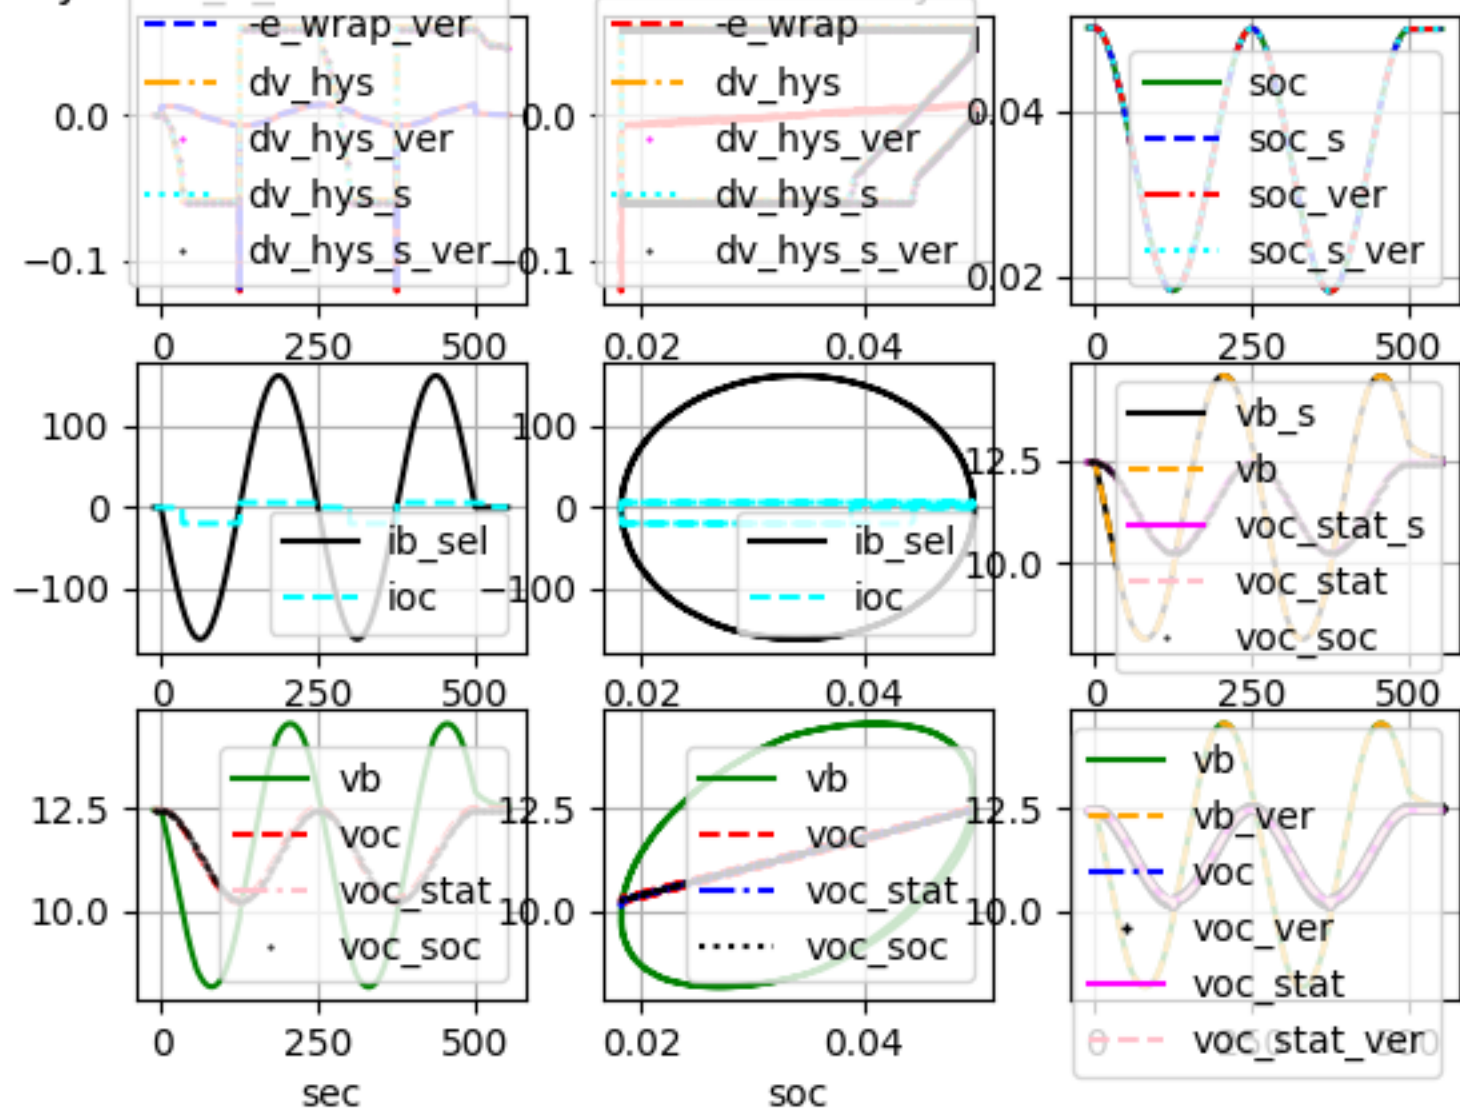 -e_wrap_ver
dv_hys
dv_hys_ver
dv_hys_s
dv_hys_s_ver
0.0
−0.1
0
250
500
-e_wrap
dv_hys
dv_hys_ver
dv_hys_s
dv_hys_s_ver
0.0
−0.1
0.02
0.04
soc
soc_s
soc_ver
soc_s_ver
0.04
0.02
0
250
500
100
0
−100
ib_sel
ioc
0
250
500
100
0
−100
ib_sel
ioc
0.02
0.04
12.5
10.0
vb_s
vb
voc_stat_s
voc_stat
voc_soc
0
250
500
12.5
10.0
vb
voc
voc_stat
voc_soc
0
250
500
sec
12.5
10.0
vb
voc
voc_stat
voc_soc
0.02
0.04
soc
12.5
10.0
vb
vb_ver
voc
voc_ver
voc_stat
voc_stat_ver
0
250
500